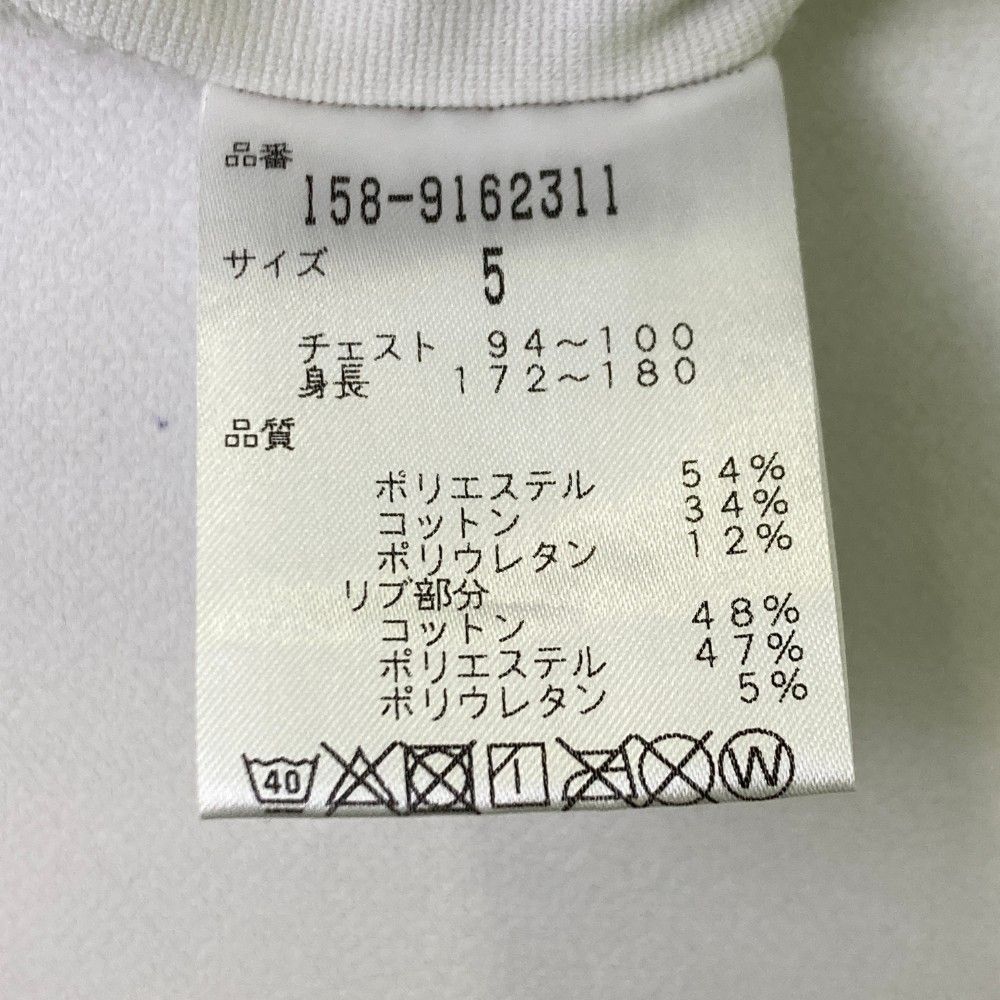 品番
158-9162311
サイズ 5
チェスト 94～100
身長 172～180
品質
ポリエステル 54%
コットン 34%
ポリウレタン 12%
リブ部分
コットン 48%
ポリエステル 47%
ポリウレタン 5%
40 W